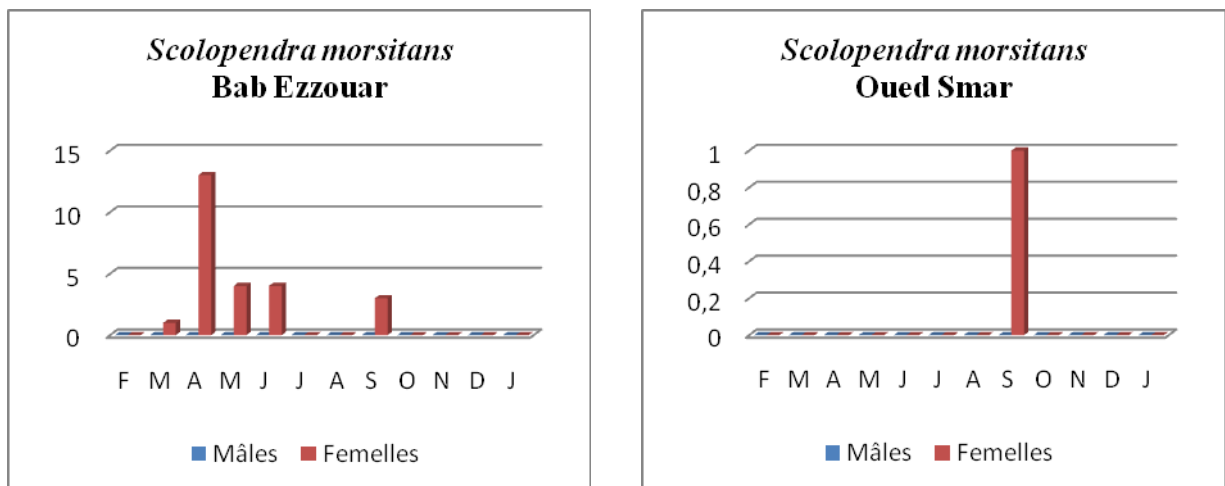 Scolopendra morsitans
Bab Ezzouar
15
10
5
0
F M A M J J A S O N D J
Mâles Femelles
Scolopendra morsitans
Oued Smar
1
0,8
0,6
0,4
0,2
0
F M A M J J A S O N D J
Mâles Femelles